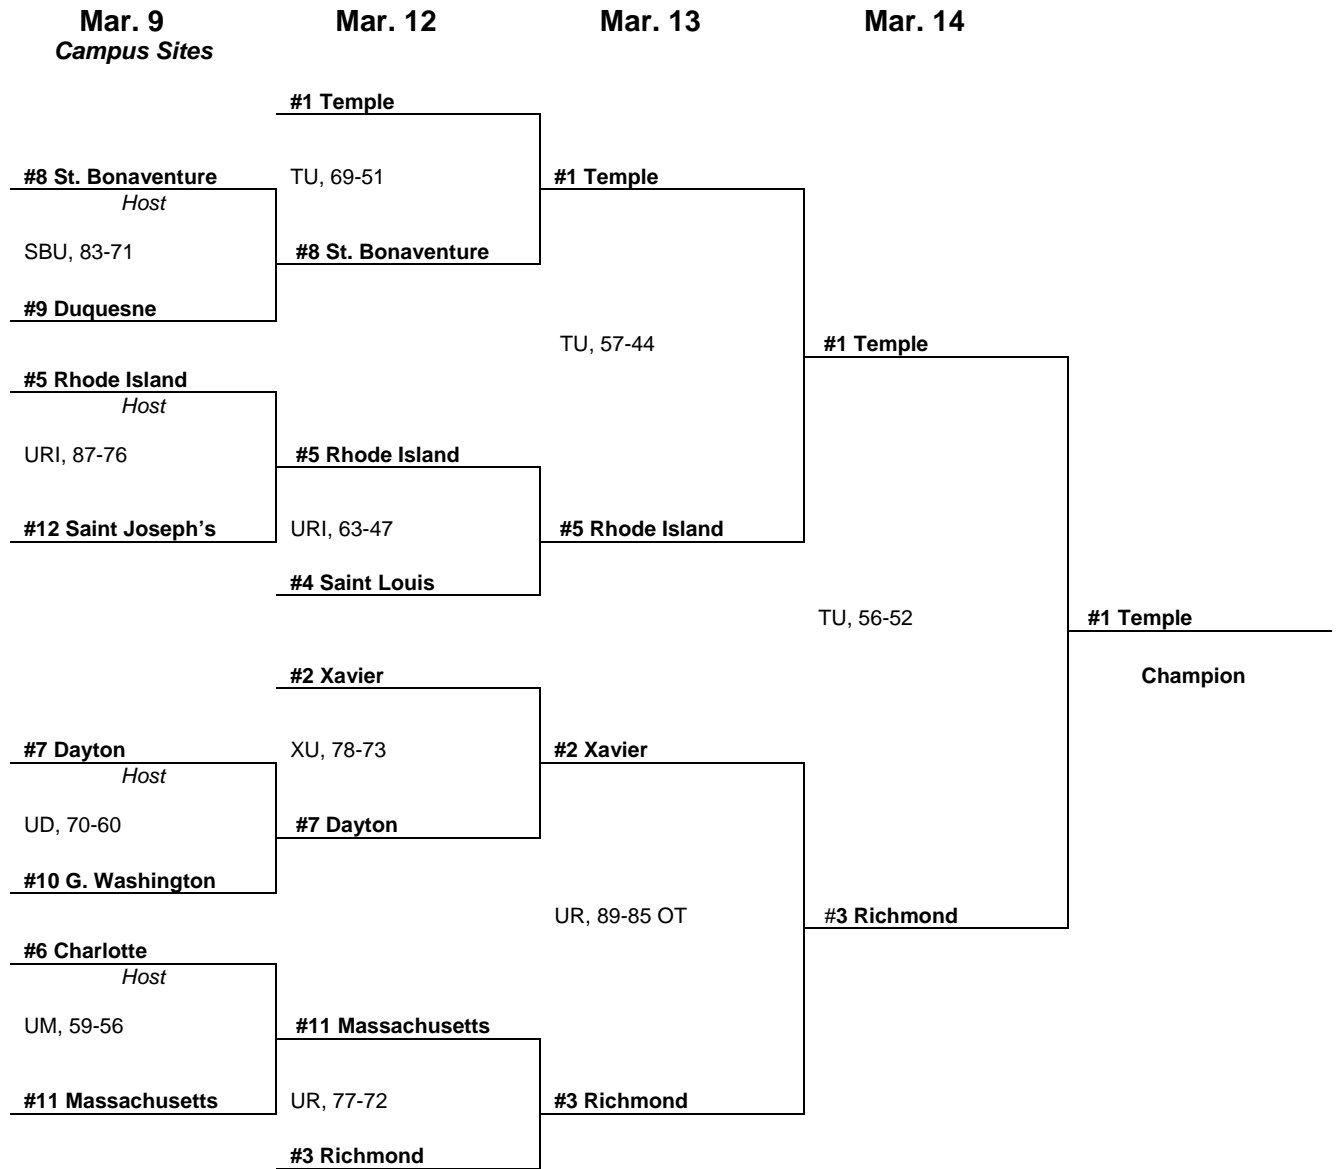 Mar. 9 Mar. 12 Mar. 13 Mar. 14
Campus Sites
#1 Temple
#8 St. Bonaventure TU, 69-51 #1 Temple
Host
SBU, 83-71 #8 St. Bonaventure
#9 Duquesne
TU, 57-44 #1 Temple
#5 Rhode Island
Host
URI, 87-76 #5 Rhode Island
#12 Saint Joseph’s URI, 63-47 #5 Rhode Island
#4 Saint Louis
TU, 56-52 #1 Temple
#2 Xavier Champion
#7 Dayton XU, 78-73 #2 Xavier
Host
UD, 70-60 #7 Dayton
#10 G. Washington
UR, 89-85 OT #3 Richmond
#6 Charlotte
Host
UM, 59-56 #11 Massachusetts
#11 Massachusetts UR, 77-72 #3 Richmond
#3 Richmond